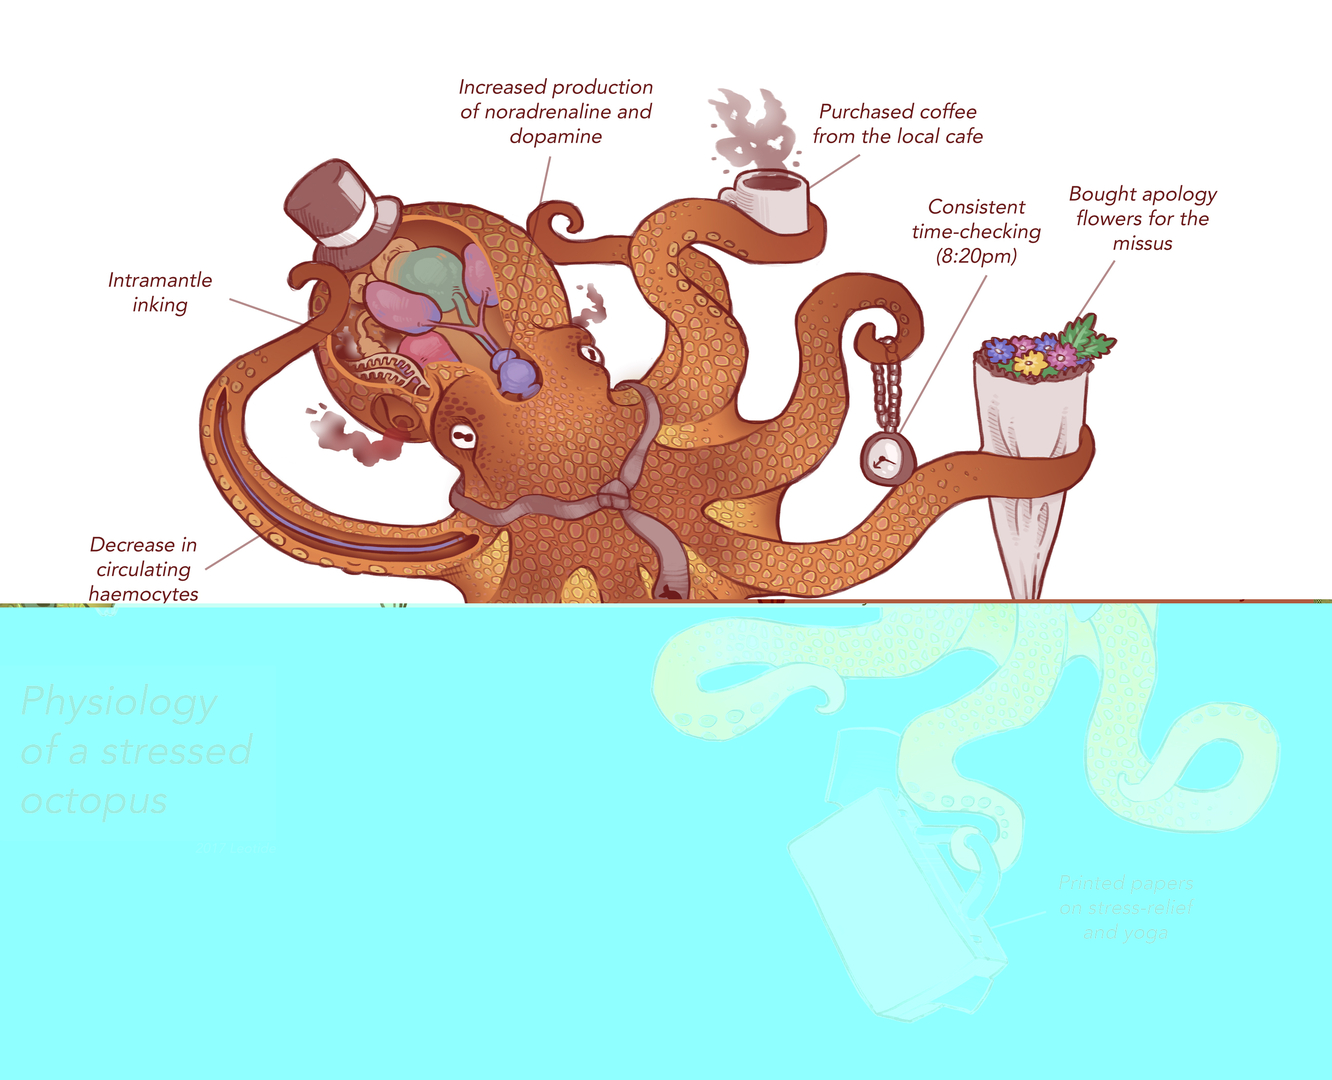 Increased production
of noradrenaline and
dopamine
Purchased coffee
from the local cafe
Bought apology
flowers for the
missus
Consistent
time-checking
(8:20pm)
Intramantle
inking
Decrease in
circulating
haemocytes
Physiology
of a stressed
octopus
Printed papers
on stress-relief
and yoga